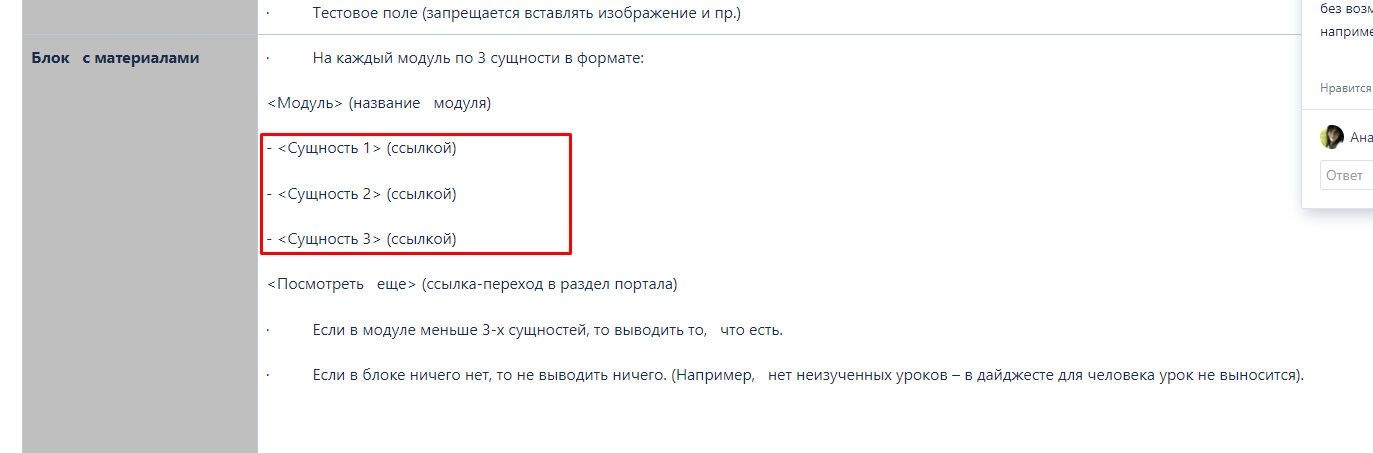 · Тестовое поле (запрещается вставлять изображение и пр.)
Блок с материалами
· На каждый модуль по 3 сущности в формате:
<Модуль> (название модуля)
- <Сущность 1> (ссылкой)
- <Сущность 2> (ссылкой)
- <Сущность 3> (ссылкой)
<Посмотреть еще> (ссылка-переход в раздел портала)
· Если в модуле меньше 3-х сущностей, то выводить то, что есть.
· Если в блоке ничего нет, то не выводить ничего. (Например, нет неизученных уроков – в дайджесте для человека урок не выносится).
без возм
наприме
Нравится
Ана
Ответ